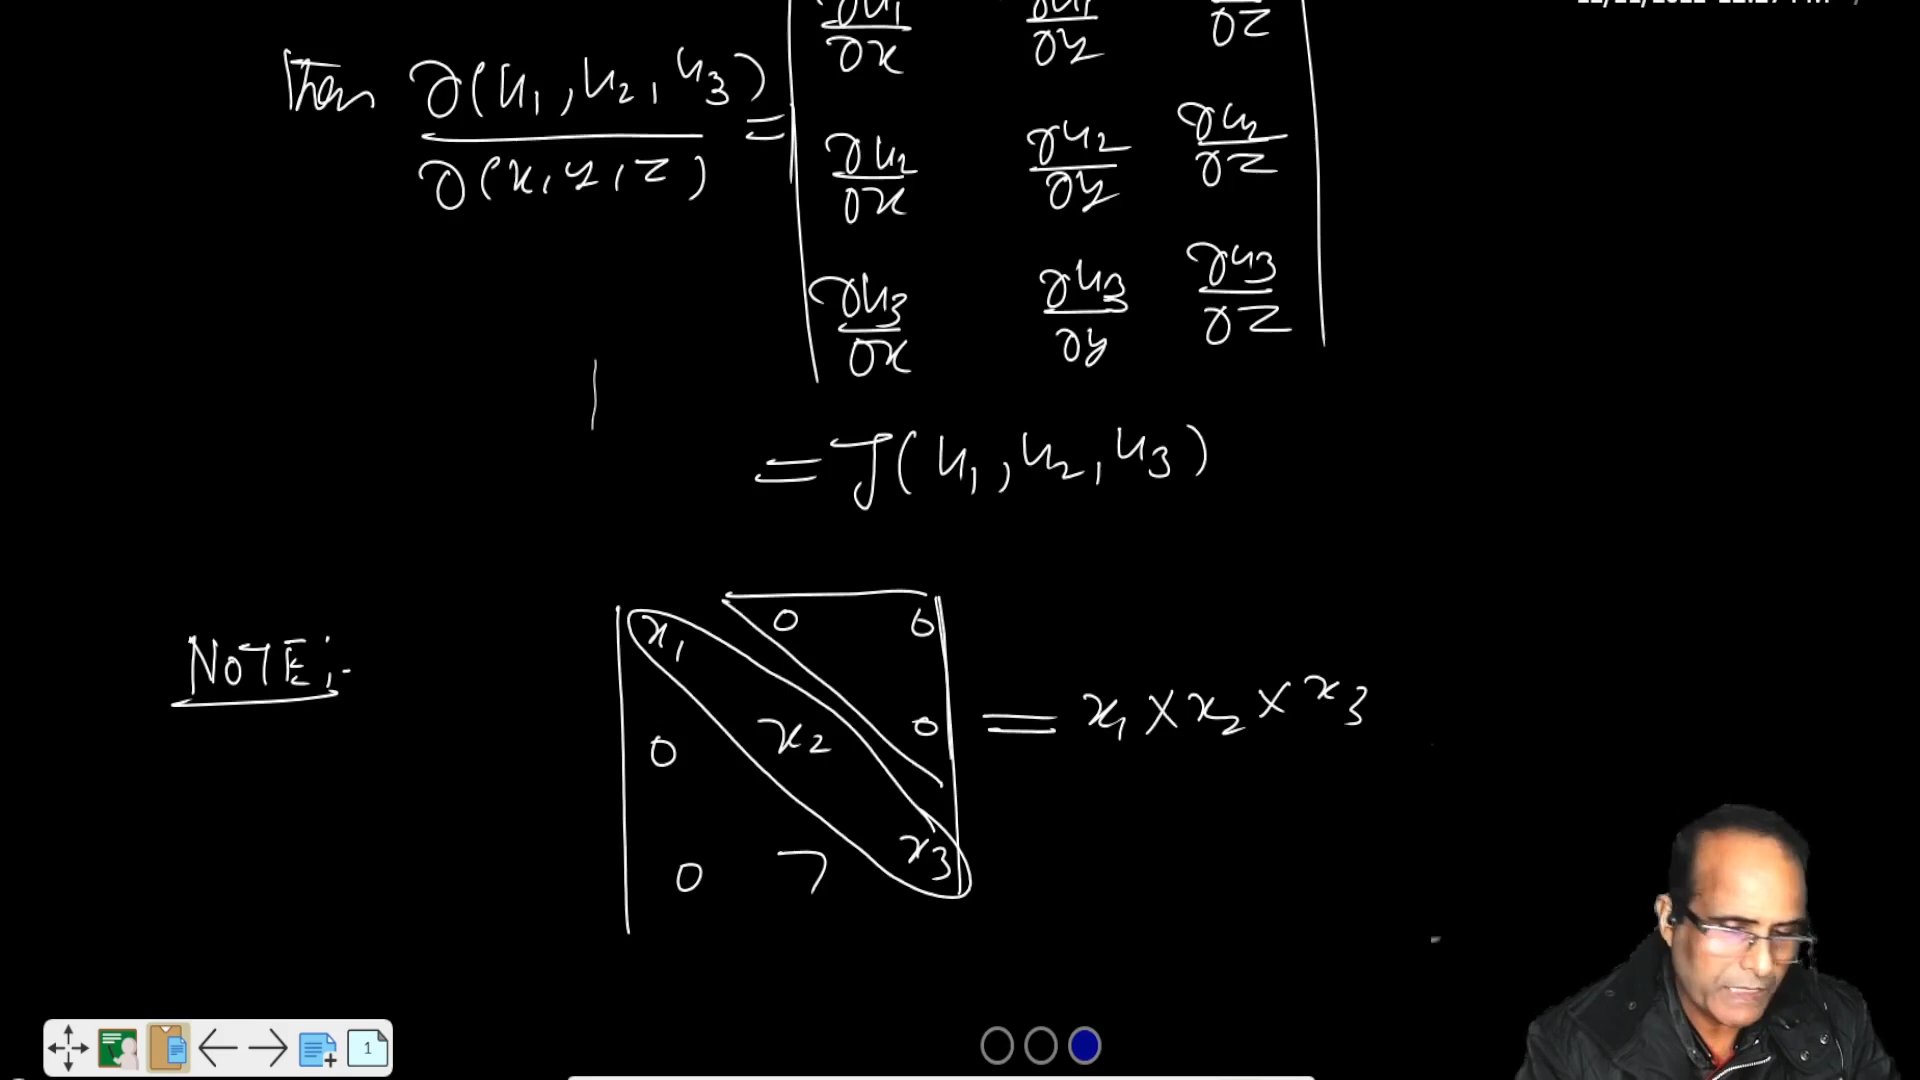 Then ∂(u₁, u₂, u₃) / ∂(x, y, z) = | ∂u₁/∂x ∂u₁/∂y /∂z |
| ∂u₂/∂x ∂u₂/∂y ∂u₂/∂z |
| ∂u₃/∂x ∂u₃/∂y ∂u₃/∂z |
= J(u₁, u₂, u₃)
NOTE:-
| x₁ 0 0 |
| 0 x₂ 0 | = x₁ × x₂ × x₃
| 0 7 x₃ |
1